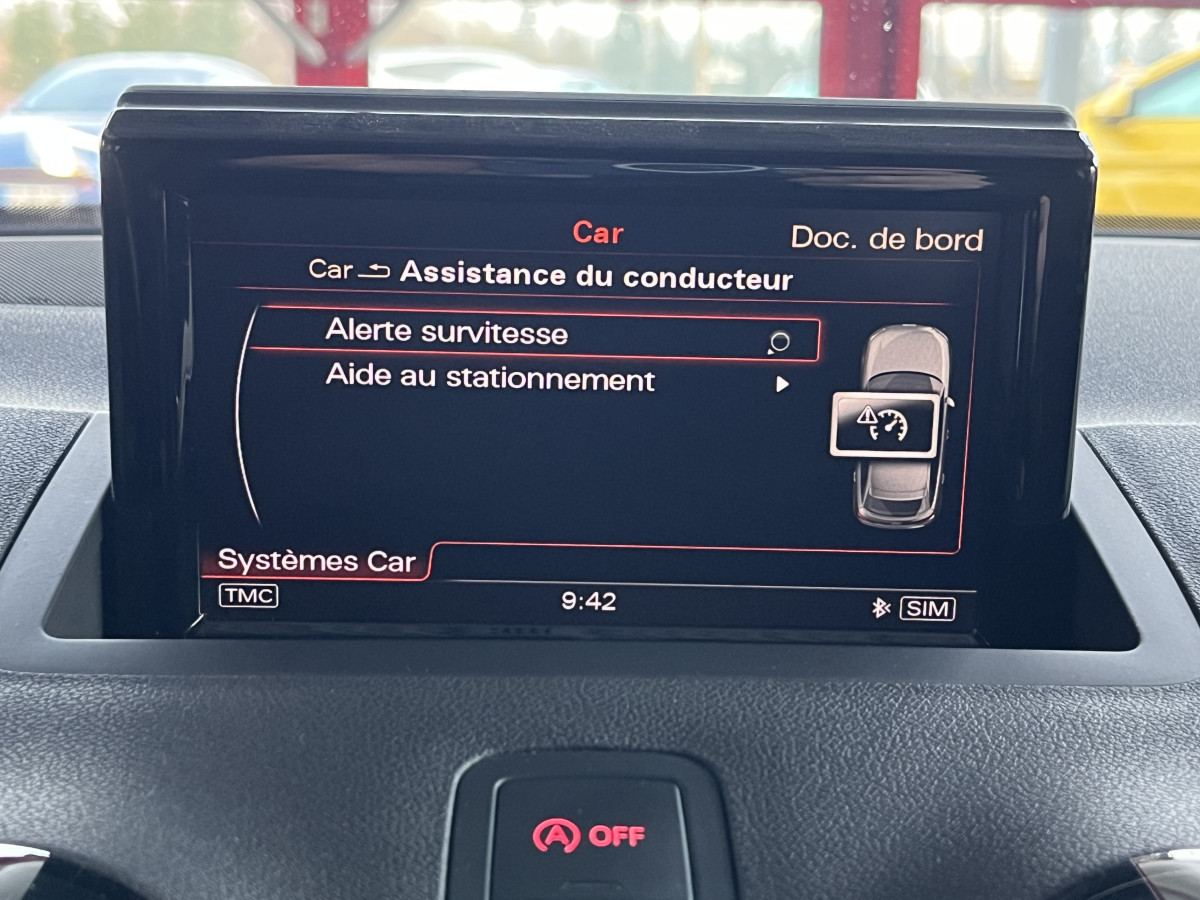 Car
Doc. de bord
Car Assistance du conducteur
Alerte survitesse
Aide au stationnement
Systèmes Car
TMC
9:42
SIM
A OFF